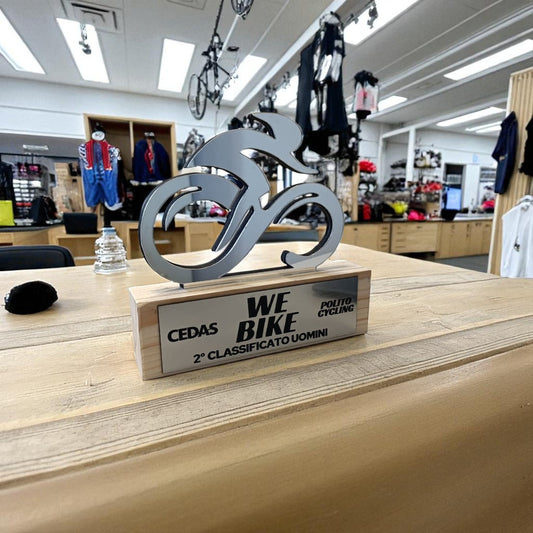 CEDAS
WE
BIKE
POLITO
CYCLING
2° CLASSIFICATO UOMINI